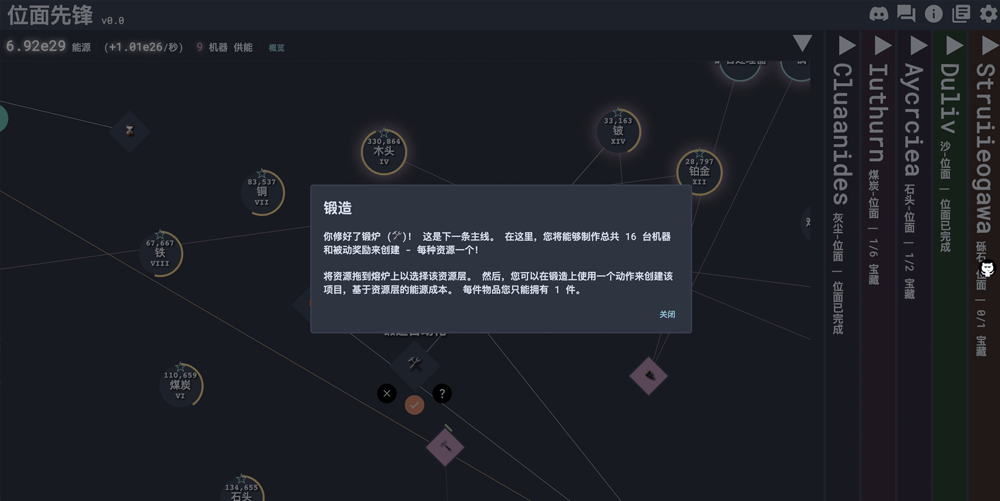 位面先锋 v0.0
6.92e29 能源 (+1.01e26/秒) 9 机器 供能 概览
33,163
铍
XIV
330,864
木头
IV
28,797
铂金
XII
83,537
铜
VII
67,667
铁
VIII
锻造
你修好了锻炉 ( )! 这是下一条主线。 在这里，您将能够制作总共 16 台机器
和被动奖励来创建 - 每种资源一个!
将资源拖到熔炉上以选择该资源层。 然后，您可以在锻造上使用一个动作来创建该
项目，基于资源层的能源成本。 每件物品您只能拥有 1 件。
关闭
110,659
煤炭
VI
?
134,655
石头
Cluaanides 灰尘-位面 | 位面已完成
Iuthurn 煤炭-位面 | 1/6 宝藏
Aycrciea 石头-位面 | 1/2 宝藏
Duliv 沙-位面 | 位面已完成
Struiieogawa 砾石-位面 | 0/1 宝藏